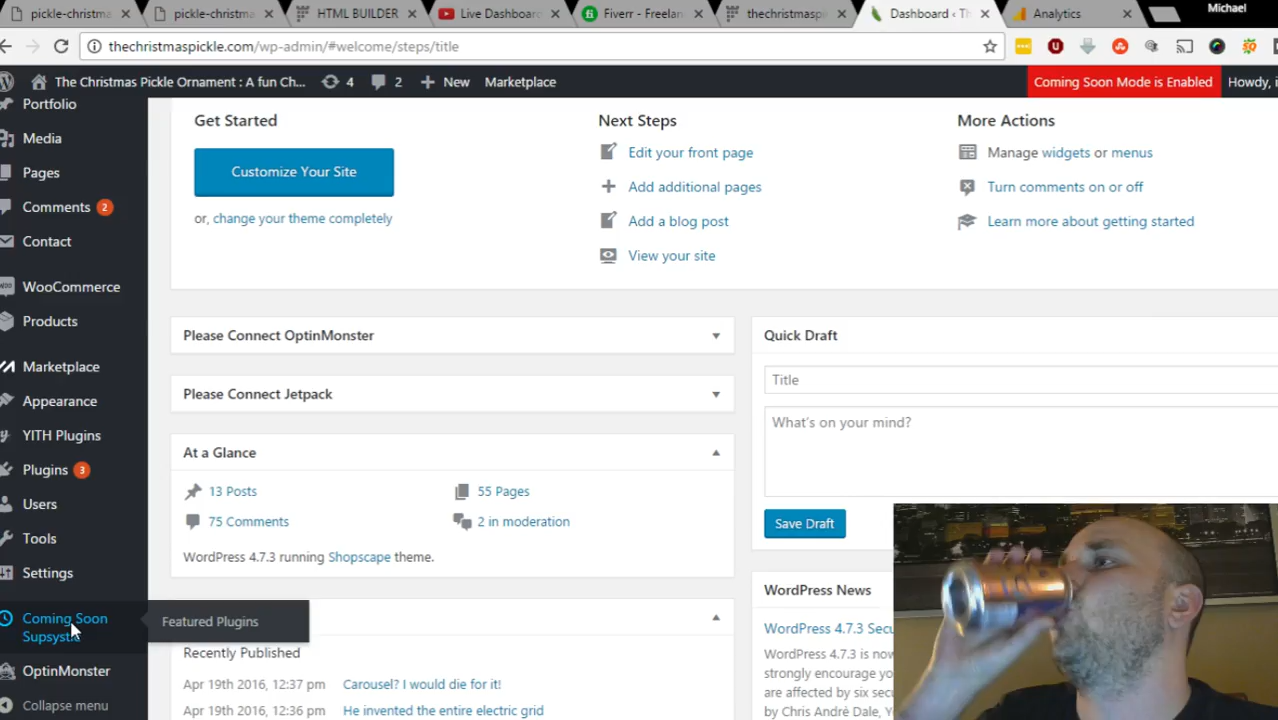 pickle-christma
pickle-christma
HTML BUILDER
Live Dashboard
Fiverr - Freelan
thechristmaspi
Dashboard ‹ Th
Analytics
Michael
thechristmaspickle.com/wp-admin/#welcome/steps/title
The Christmas Pickle Ornament : A fun Ch...
4
2
New
Marketplace
Coming Soon Mode is Enabled
Howdy, i
Portfolio
Media
Pages
Comments 2
Contact
WooCommerce
Products
Marketplace
Appearance
YITH Plugins
Plugins 3
Users
Tools
Settings
Coming Soon
Supsystic
Featured Plugins
OptinMonster
Collapse menu
Get Started
Customize Your Site
or, change your theme completely
Next Steps
Edit your front page
Add additional pages
Add a blog post
View your site
More Actions
Manage widgets or menus
Turn comments on or off
Learn more about getting started
Please Connect OptinMonster
Please Connect Jetpack
At a Glance
13 Posts
55 Pages
75 Comments
2 in moderation
WordPress 4.7.3 running Shopscape theme.
Recently Published
Apr 19th 2016, 12:37 pm Carousel? I would die for it!
Apr 19th 2016, 12:36 pm He invented the entire electric grid
Quick Draft
Title
What's on your mind?
Save Draft
WordPress News
WordPress 4.7.3 Secu
WordPress 4.7.3 is now
strongly encourage yo
are affected by six secu
by Chris André Dale, Y